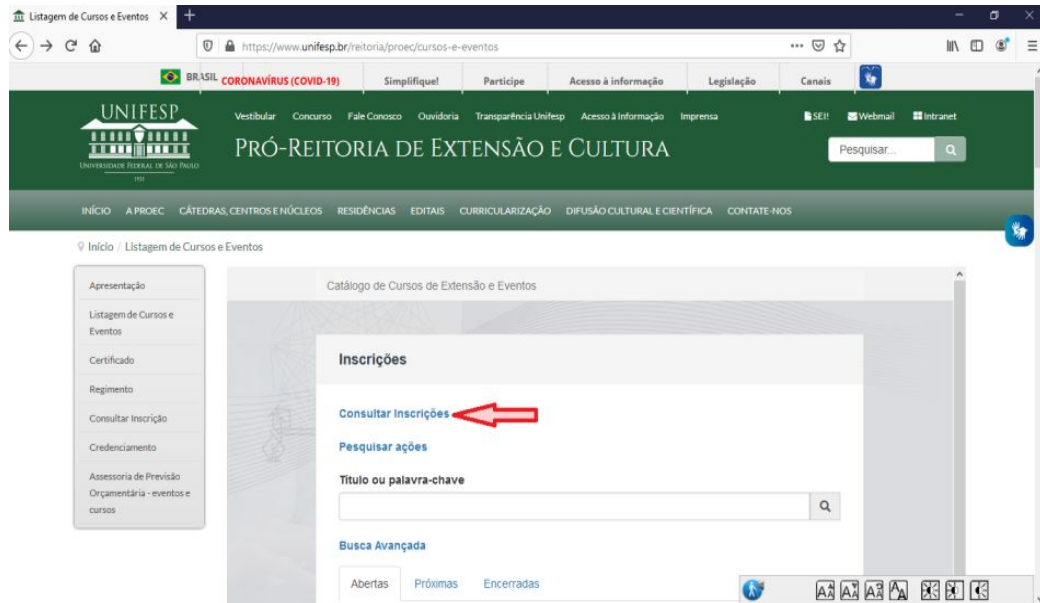 Listagem de Cursos e Eventos
https://www.unifesp.br/reitoria/proec/cursos-e-eventos
BRASIL CORONAVÍRUS (COVID-19) Simplifique! Participe Acesso à informação Legislação Canais
UNIFESP
UNIVERSIDADE FEDERAL DE SÃO PAULO
1933
Vestibular Concurso Fale Conosco Ouvidoria Transparência Unifesp Acesso à Informação Imprensa SEI! Webmail Intranet
PRÓ-REITORIA DE EXTENSÃO E CULTURA
Pesquisar...
INÍCIO A PROEC CÁTEDRAS, CENTROS E NÚCLEOS RESIDÊNCIAS EDITAIS CURRICULARIZAÇÃO DIFUSÃO CULTURAL E CIENTÍFICA CONTATE-NOS
Início / Listagem de Cursos e Eventos
Apresentação
Listagem de Cursos e
Eventos
Certificado
Regimento
Consultar Inscrição
Credenciamento
Assessoria de Previsão
Orçamentária - eventos e
cursos
Catálogo de Cursos de Extensão e Eventos
Inscrições
Consultar Inscrições
Pesquisar ações
Título ou palavra-chave
Busca Avançada
Abertas Próximas Encerradas